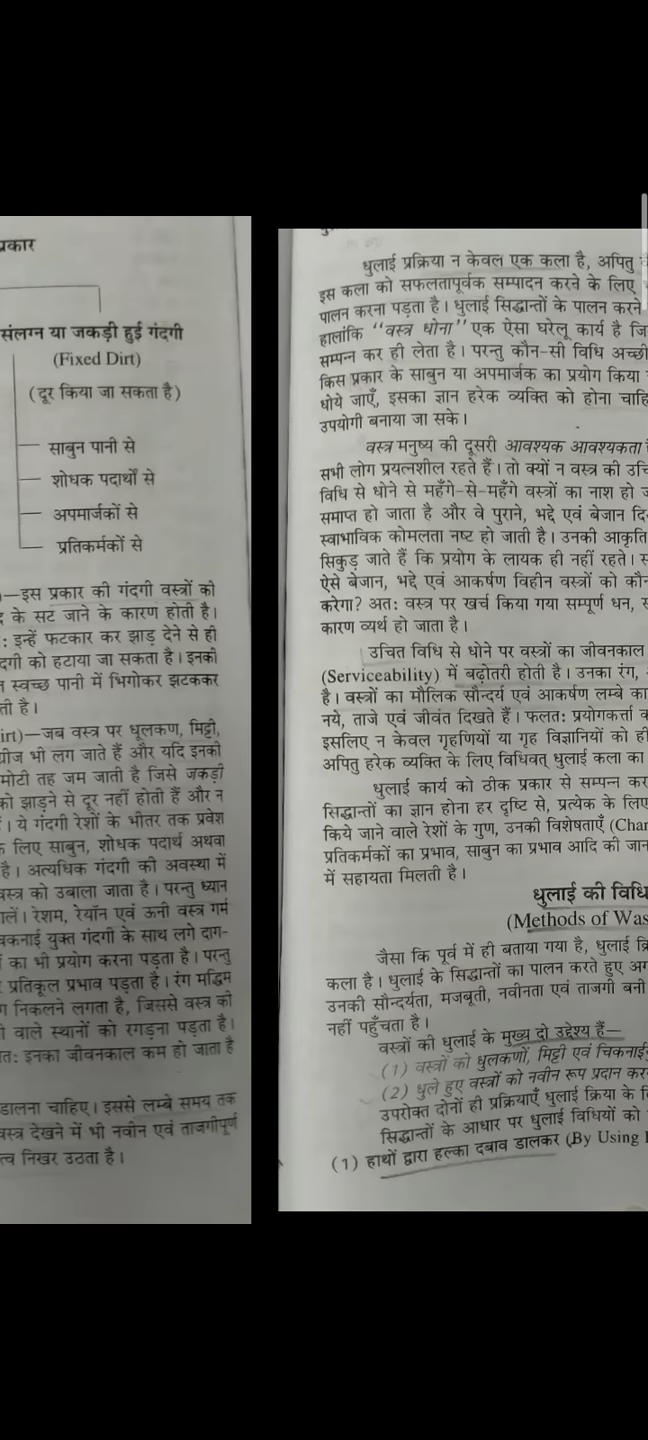 प्रकार
संलग्न या जकड़ी हुई गंदगी
(Fixed Dirt)
(दूर किया जा सकता है)
साबुन पानी से
शोधक पदार्थों से
अपमार्जकों से
प्रतिकर्मकों से
—इस प्रकार की गंदगी वस्त्रों को
के सट जाने के कारण होती है।
: इन्हें फटकार कर झाड़ देने से ही
दगी को हटाया जा सकता है। इनकी
स्वच्छ पानी में भिगोकर झटककर
ती है।
irt)—जब वस्त्र पर धूलकण, मिट्टी,
ग्रीज भी लग जाते हैं और यदि इनको
मोटी तह जम जाती है जिसे जकड़ी
को झाड़ने से दूर नहीं होती हैं और न
। ये गंदगी रेशों के भीतर तक प्रवेश
लिए साबुन, शोधक पदार्थ अथवा
है। अत्यधिक गंदगी की अवस्था में
वस्त्र को उबाला जाता है। परन्तु ध्यान
ालें। रेशम, रेयॉन एवं ऊनी वस्त्र गर्म
चिकनाई युक्त गंदगी के साथ लगे दाग-
का भी प्रयोग करना पड़ता है। परन्तु
प्रतिकूल प्रभाव पड़ता है। रंग मद्धिम
ग निकलने लगता है, जिससे वस्त्र को
वाले स्थानों को रगड़ना पड़ता है।
त: इनका जीवनकाल कम हो जाता है
डालना चाहिए। इससे लम्बे समय तक
वस्त्र देखने में भी नवीन एवं ताजगीपूर्ण
त्व निखर उठता है।
धुलाई प्रक्रिया न केवल एक कला है, अपितु
इस कला को सफलतापूर्वक सम्पादन करने के लिए
पालन करना पड़ता है। धुलाई सिद्धान्तों के पालन करने
हालांकि ‘‘वस्त्र धोना’’ एक ऐसा घरेलू कार्य है जि
सम्पन्न कर ही लेता है। परन्तु कौन-सी विधि अच्छी
किस प्रकार के साबुन या अपमार्जक का प्रयोग किया
धोये जाएँ, इसका ज्ञान हरेक व्यक्ति को होना चाहि
उपयोगी बनाया जा सके।
वस्त्र मनुष्य की दूसरी आवश्यक आवश्यकता
सभी लोग प्रयत्नशील रहते हैं। तो क्यों न वस्त्र की उचि
विधि से धोने से महँगे-से-महँगे वस्त्रों का नाश हो ज
समाप्त हो जाता है और वे पुराने, भद्दे एवं बेजान दि
स्वाभाविक कोमलता नष्ट हो जाती है। उनकी आकृति
सिकुड़ जाते हैं कि प्रयोग के लायक ही नहीं रहते। स
ऐसे बेजान, भद्दे एवं आकर्षण विहीन वस्त्रों को कौन
करेगा? अत: वस्त्र पर खर्च किया गया सम्पूर्ण धन, स
कारण व्यर्थ हो जाता है।
उचित विधि से धोने पर वस्त्रों का जीवनकाल
(Serviceability) में बढ़ोतरी होती है। उनका रंग,
है। वस्त्रों का मौलिक सौन्दर्य एवं आकर्षण लम्बे का
नये, ताजे एवं जीवंत दिखते हैं। फलत: प्रयोगकर्त्ता क
इसलिए न केवल गृहणियों या गृह विज्ञानियों को ही
अपितु हरेक व्यक्ति के लिए विधिवत् धुलाई कला का
धुलाई कार्य को ठीक प्रकार से सम्पन्न कर
सिद्धान्तों का ज्ञान होना हर दृष्टि से, प्रत्येक के लिए
किये जाने वाले रेशों के गुण, उनकी विशेषताएँ (Char
प्रतिकर्मकों का प्रभाव, साबुन का प्रभाव आदि की जान
में सहायता मिलती है।
धुलाई की विधि
(Methods of Was
जैसा कि पूर्व में ही बताया गया है, धुलाई क्रि
कला है। धुलाई के सिद्धान्तों का पालन करते हुए अग
उनकी सौन्दर्यता, मजबूती, नवीनता एवं ताजगी बनी
नहीं पहुँचता है।
वस्त्रों की धुलाई के मुख्य दो उद्देश्य हैं—
(1) वस्त्रों को धुलकणों, मिट्टी एवं चिकनाई
(2) धुले हुए वस्त्रों को नवीन रूप प्रदान कर
उपरोक्त दोनों ही प्रक्रियाएँ धुलाई क्रिया के
सिद्धान्तों के आधार पर धुलाई विधियों को
(1) हाथों द्वारा हल्का दबाव डालकर (By Using